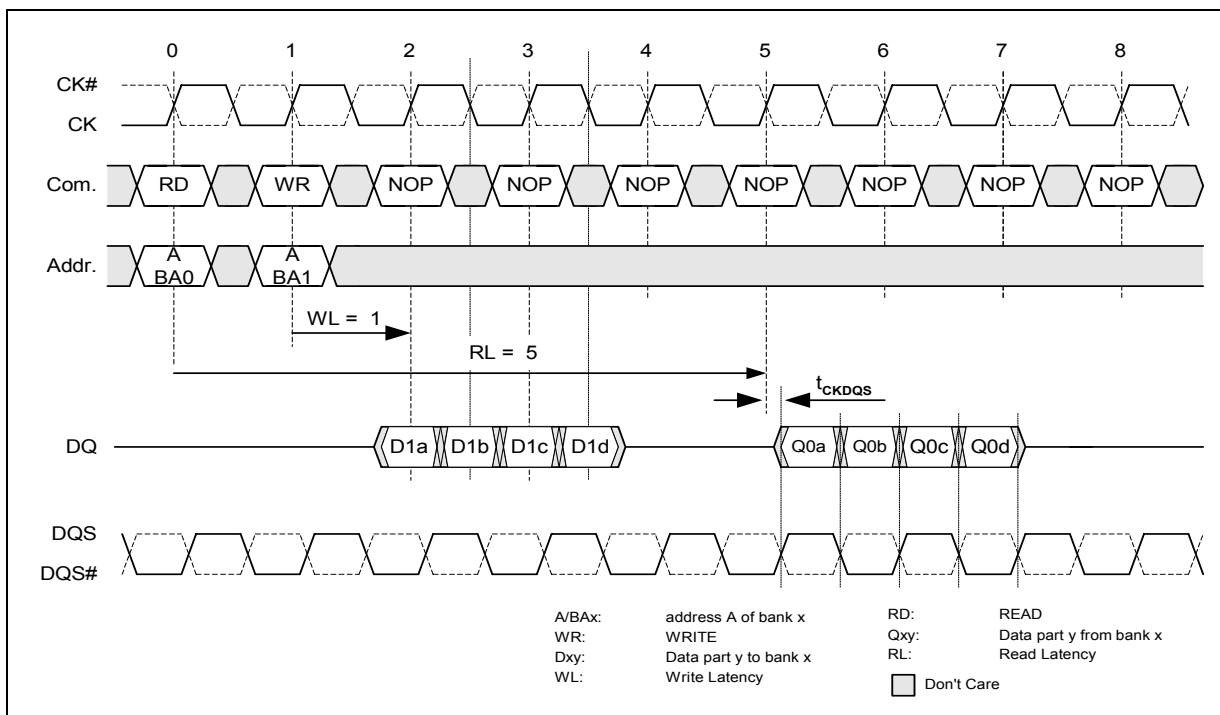 0 1 2 3 4 5 6 7 8
CK#
CK
Com. RD WR NOP NOP NOP NOP NOP NOP NOP
Addr. A BA0 A BA1
WL = 1
RL = 5
tCKDQS
DQ D1a D1b D1c D1d Q0a Q0b Q0c Q0d
DQS
DQS#
A/BAx: address A of bank x
WR: WRITE
Dxy: Data part y to bank x
WL: Write Latency
RD: READ
Qxy: Data part y from bank x
RL: Read Latency
Don't Care